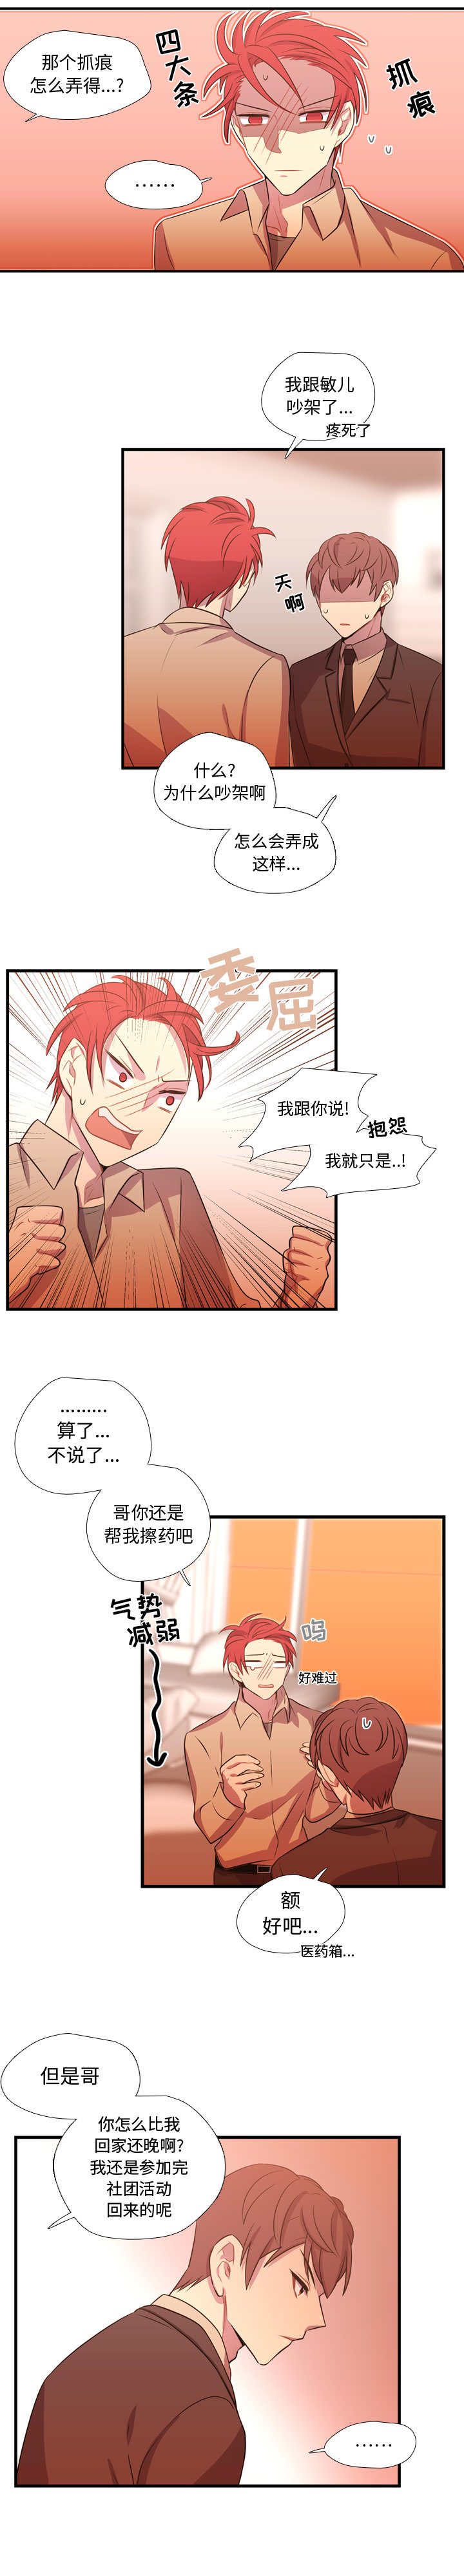 那个抓痕
怎么弄得...?
四大条
抓痕
......
我跟敏儿
吵架了...
疼死了
天啊
什么?
为什么吵架啊
怎么会弄成
这样...
委屈
我跟你说!
抱怨
我就只是..!
.........
算了...
不说了...
哥你还是
帮我擦药吧
气势
减弱
呜
好难过
额
好吧...
医药箱...
但是哥
你怎么比我
回家还晚啊?
我还是参加完
社团活动
回来的呢
......